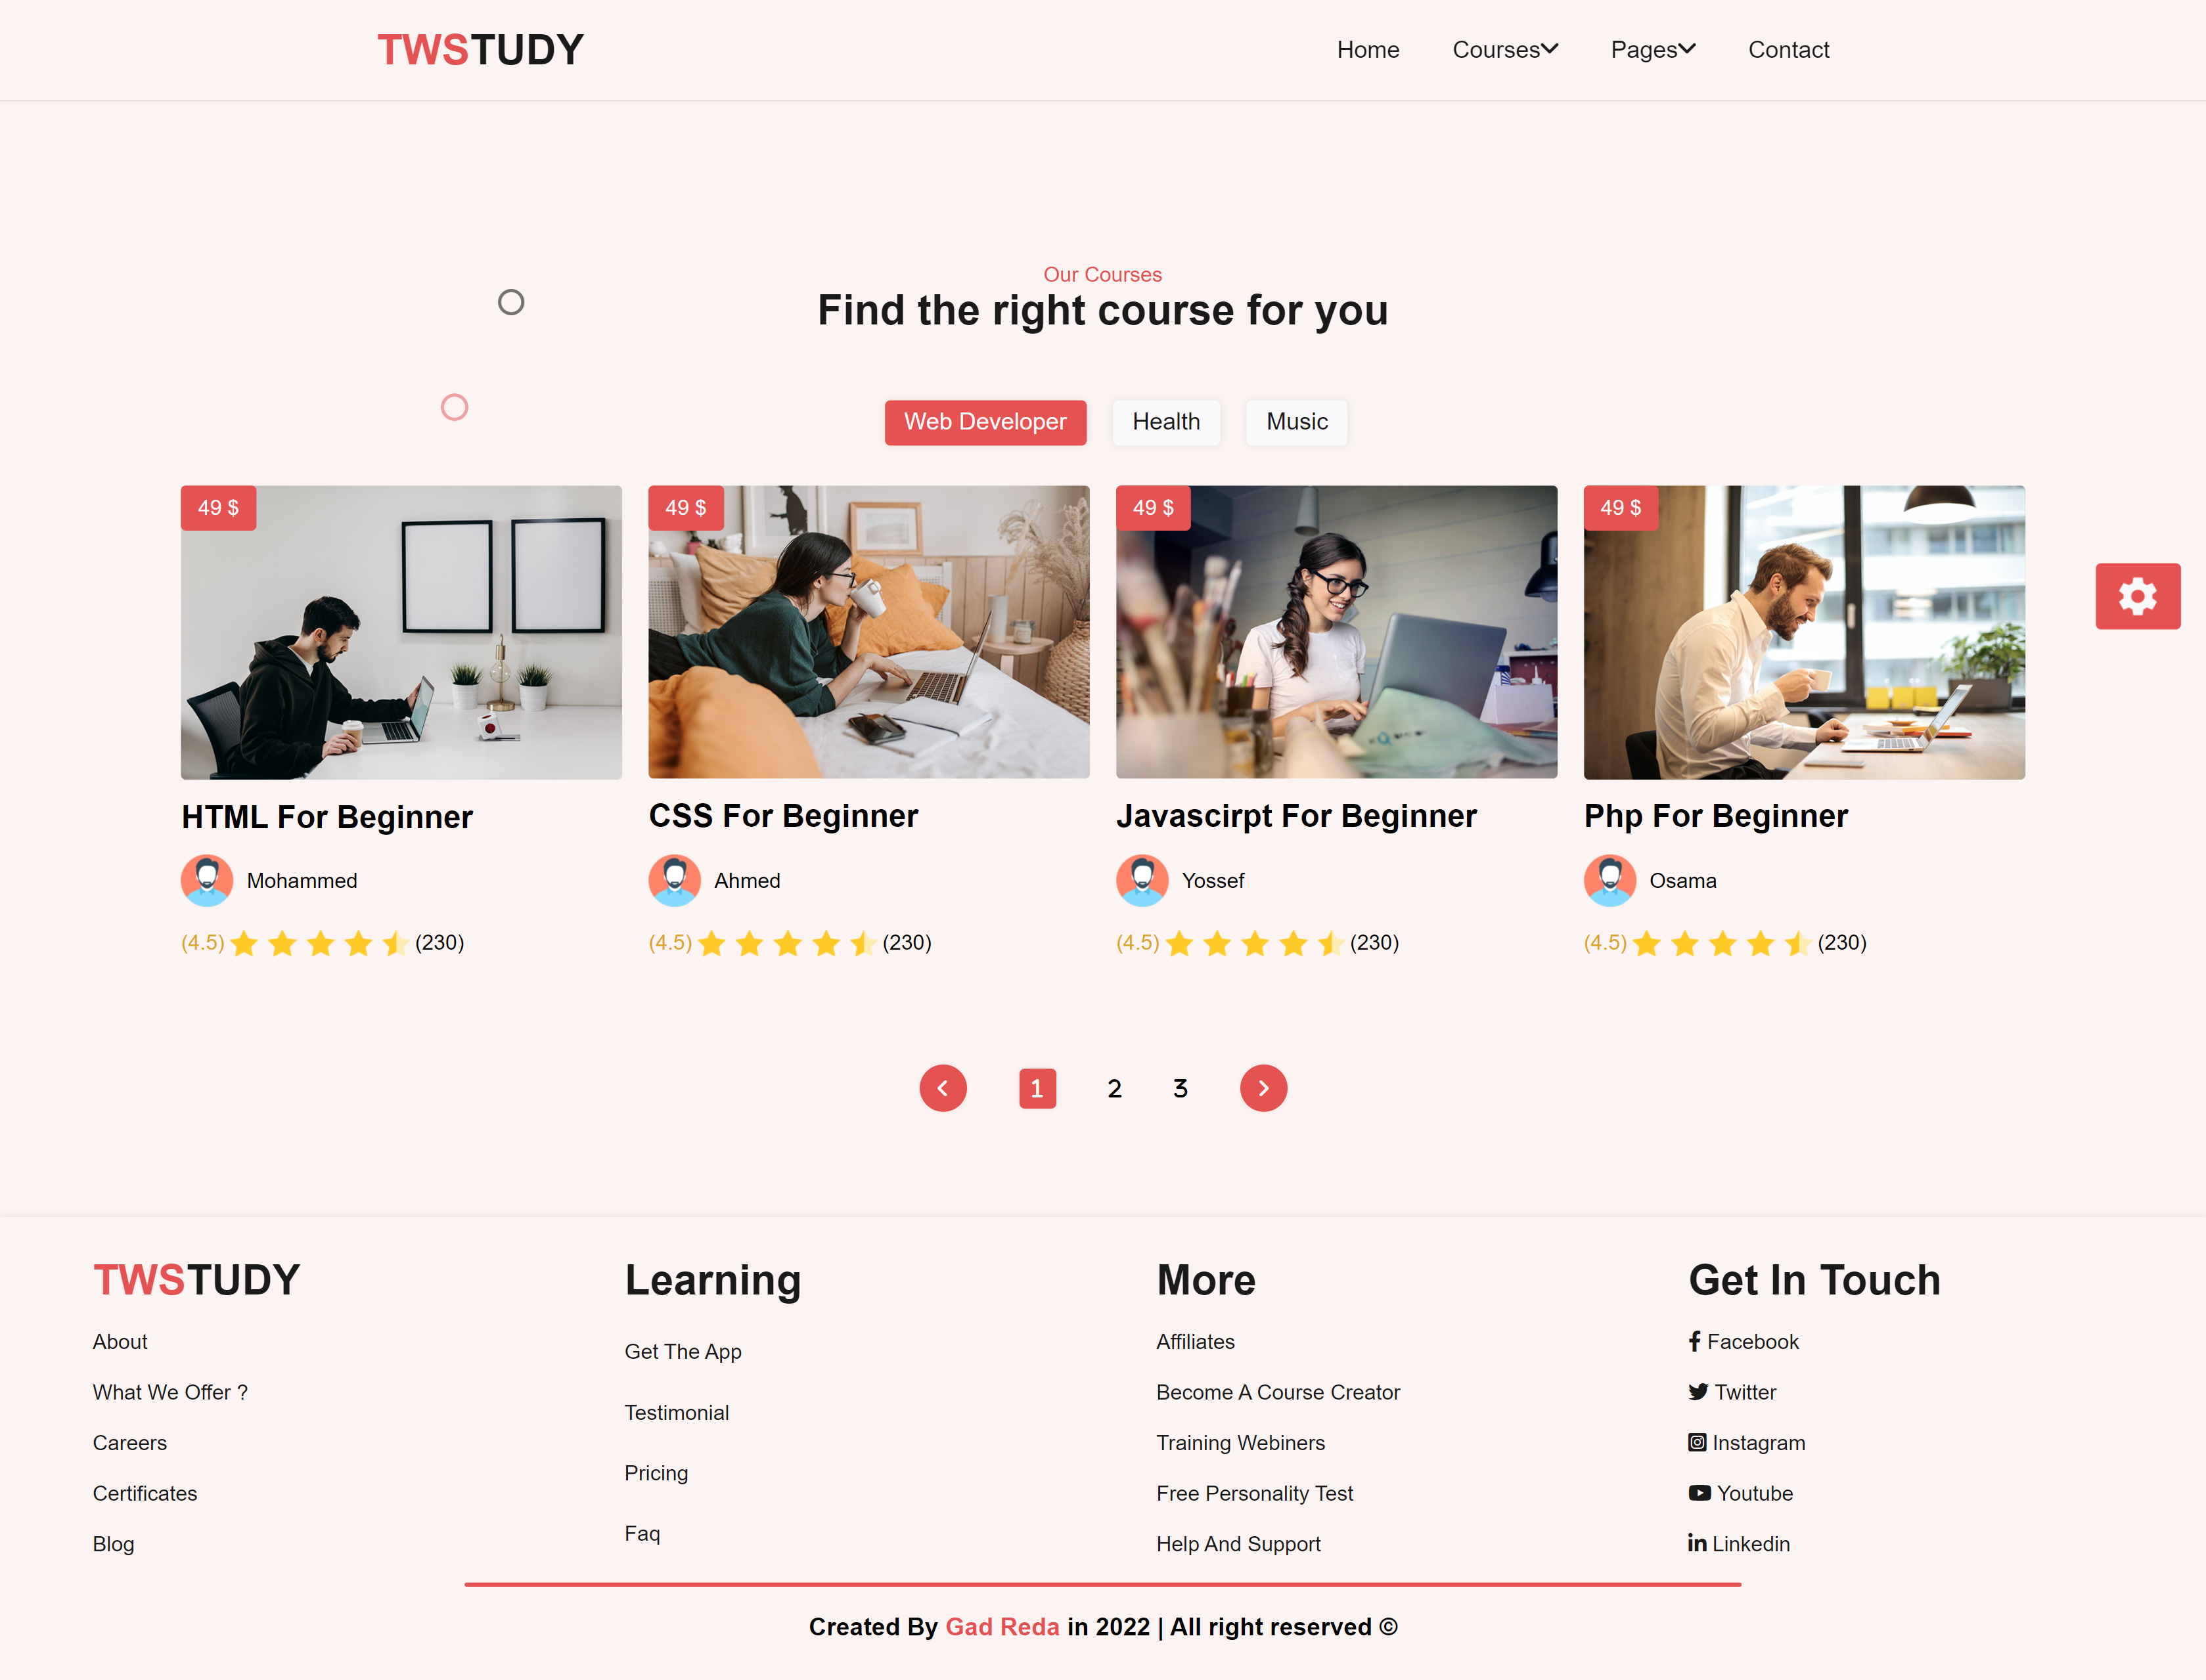 TWSTUDY
Home Courses Pages Contact
Our Courses
Find the right course for you
Web Developer Health Music
49 $ 49 $ 49 $ 49 $
HTML For Beginner CSS For Beginner Javascirpt For Beginner Php For Beginner
Mohammed Ahmed Yossef Osama
(4.5) (230) (4.5) (230) (4.5) (230) (4.5) (230)
1 2 3
TWSTUDY
About
What We Offer ?
Careers
Certificates
Blog
Learning
Get The App
Testimonial
Pricing
Faq
More
Affiliates
Become A Course Creator
Training Webiners
Free Personality Test
Help And Support
Get In Touch
Facebook
Twitter
Instagram
Youtube
Linkedin
Created By Gad Reda in 2022 | All right reserved ©